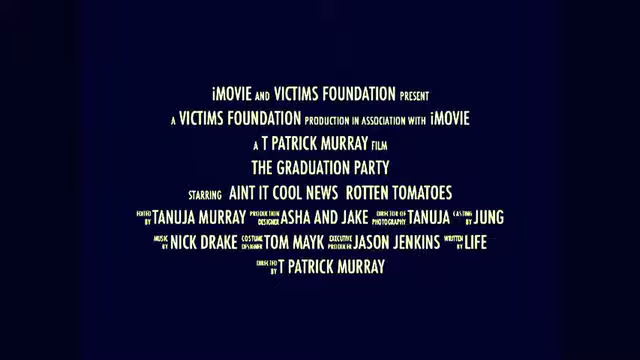 iMOVIE AND VICTIMS FOUNDATION PRESENT
A VICTIMS FOUNDATION PRODUCTION IN ASSOCIATION WITH iMOVIE
A T PATRICK MURRAY FILM
THE GRADUATION PARTY
STARRING AINT IT COOL NEWS ROTTEN TOMATOES
EDITED BY TANUJA MURRAY PRODUCTION DESIGNER ASHA AND JAKE DIRECTOR OF PHOTOGRAPHY TANUJA CASTING BY JUNG
MUSIC BY NICK DRAKE COSTUME DESIGNER TOM MAYK EXECUTIVE PRODUCER JASON JENKINS WRITTEN BY LIFE
DIRECTED BY T PATRICK MURRAY